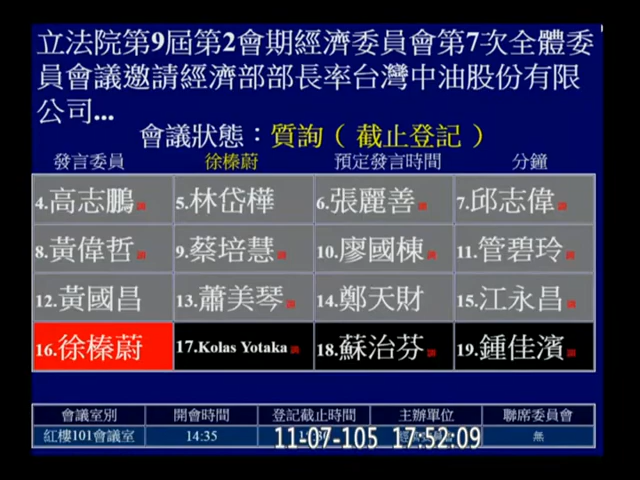 立法院第9屆第2會期經濟委員會第7次全體委
員會議邀請經濟部部長率台灣中油股份有限
公司...
會議狀態：質詢（截止登記）
發言委員 徐榛蔚 預定發言時間 分鐘
4.高志鵬 5.林岱樺 6.張麗善 7.邱志偉
8.黃偉哲 9.蔡培慧 10.廖國棟 11.管碧玲
12.黃國昌 13.蕭美琴 14.鄭天財 15.江永昌
16.徐榛蔚 17.Kolas Yotaka 18.蘇治芬 19.鍾佳濱
會議室別 開會時間 登記截止時間 主辦單位 聯席委員會
紅樓101會議室 14:35 無
11-07-105 17:52:09